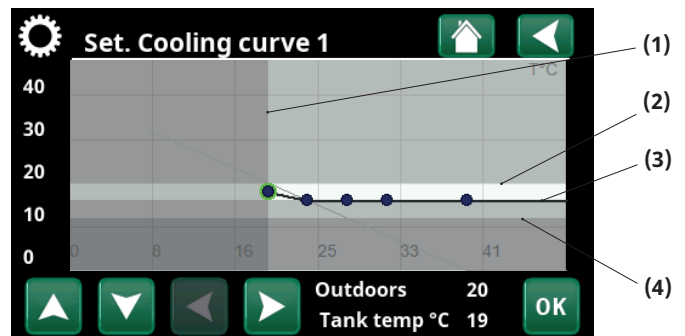 Set. Cooling curve 1
(1)
T°C
40
(2)
30
(3)
20
10
0 8 16 25 33 41
0
(4)
Outdoors 20
OK
Tank temp °C 19